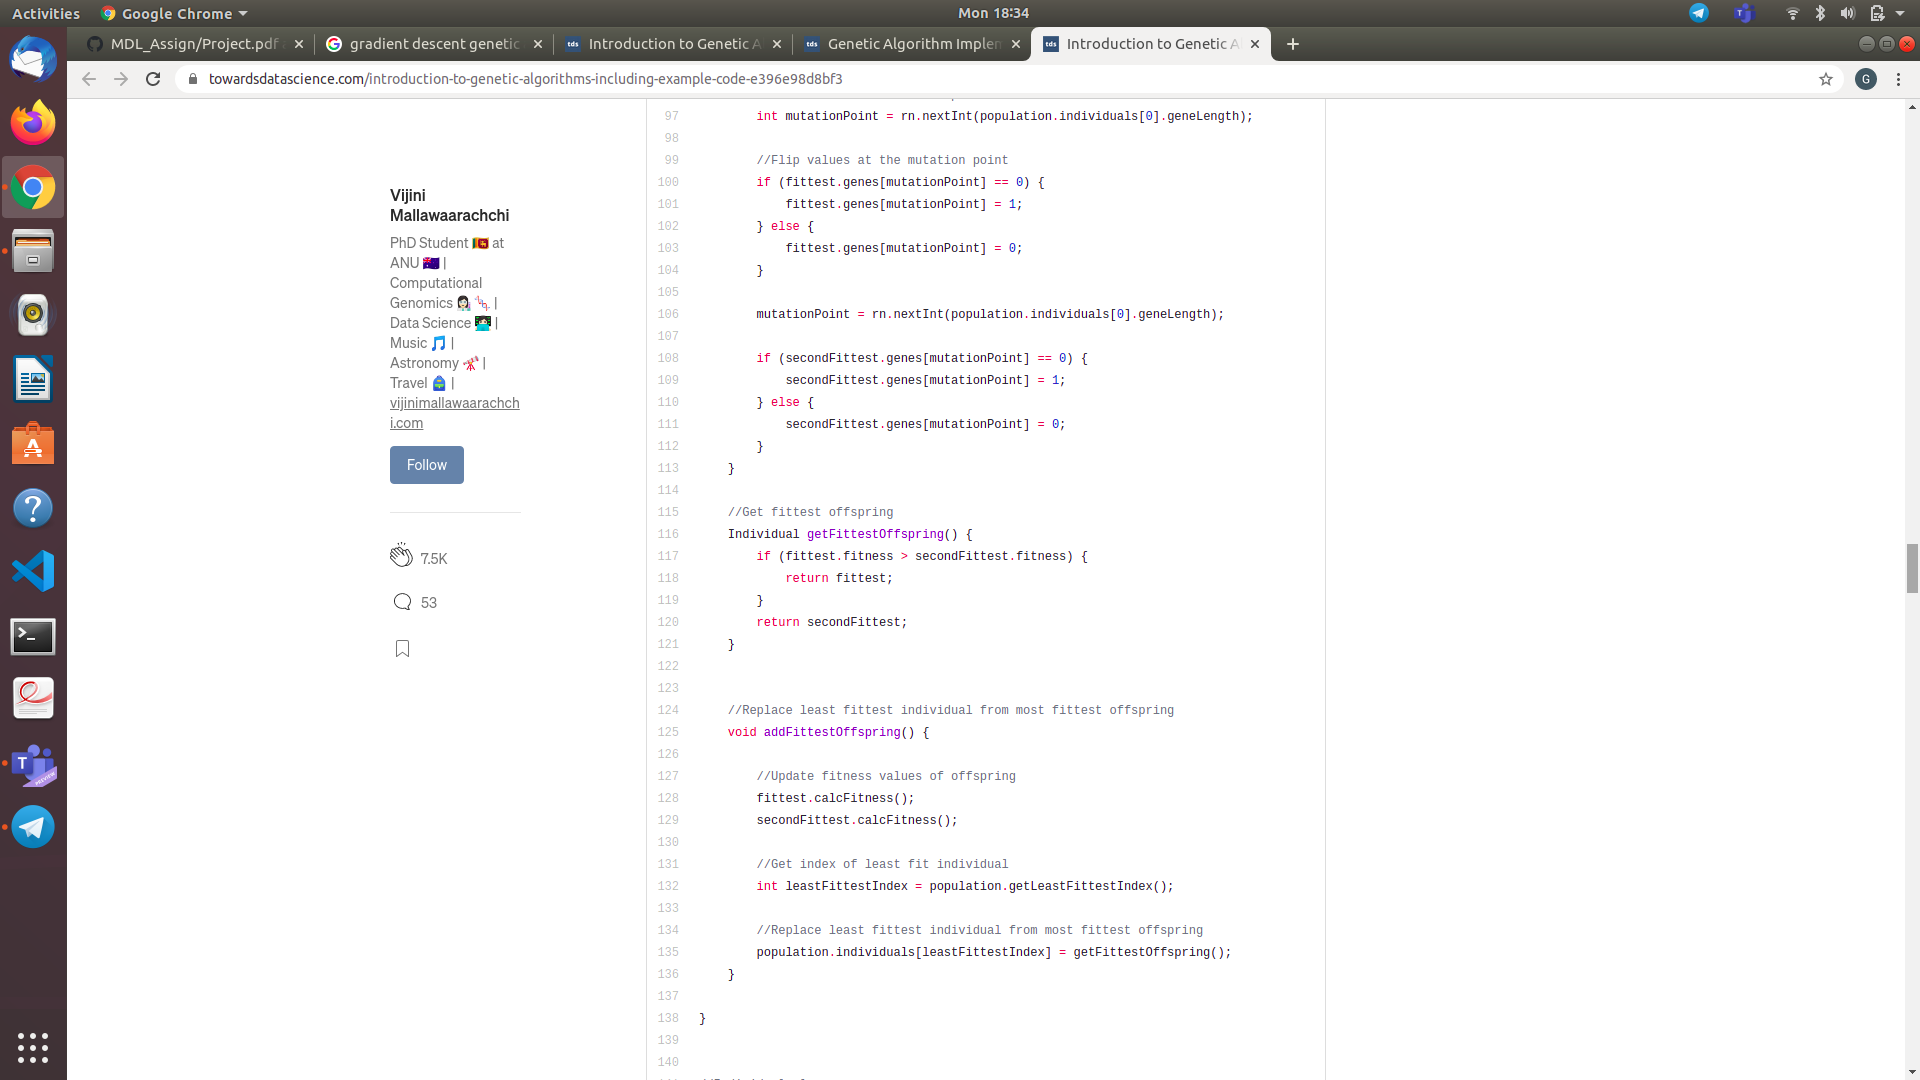 Activities
Google Chrome
Mon 18:34
MDL_Assign/Project.pdf
gradient descent genetic
Introduction to Genetic A
Genetic Algorithm Implem
Introduction to Genetic A
towardsdatascience.com/introduction-to-genetic-algorithms-including-example-code-e396e98d8bf3
G
Vijini
Mallawaarachchi
PhD Student 🇱🇰 at
ANU 🇦🇺 |
Computational
Genomics 👩🏻‍🔬 🧬 |
Data Science 👩🏻‍💻 |
Music 🎵 |
Astronomy 🔭 |
Travel 🎒 |
vijinimallawaarachch
i.com
Follow
7.5K
53
97 int mutationPoint = rn.nextInt(population.individuals[0].geneLength);
98
99 //Flip values at the mutation point
100 if (fittest.genes[mutationPoint] == 0) {
101 fittest.genes[mutationPoint] = 1;
102 } else {
103 fittest.genes[mutationPoint] = 0;
104 }
105
106 mutationPoint = rn.nextInt(population.individuals[0].geneLength);
107
108 if (secondFittest.genes[mutationPoint] == 0) {
109 secondFittest.genes[mutationPoint] = 1;
110 } else {
111 secondFittest.genes[mutationPoint] = 0;
112 }
113 }
114
115 //Get fittest offspring
116 Individual getFittestOffspring() {
117 if (fittest.fitness > secondFittest.fitness) {
118 return fittest;
119 }
120 return secondFittest;
121 }
122
123
124 //Replace least fittest individual from most fittest offspring
125 void addFittestOffspring() {
126
127 //Update fitness values of offspring
128 fittest.calcFitness();
129 secondFittest.calcFitness();
130
131 //Get index of least fit individual
132 int leastFittestIndex = population.getLeastFittestIndex();
133
134 //Replace least fittest individual from most fittest offspring
135 population.individuals[leastFittestIndex] = getFittestOffspring();
136 }
137
138 }
139
140